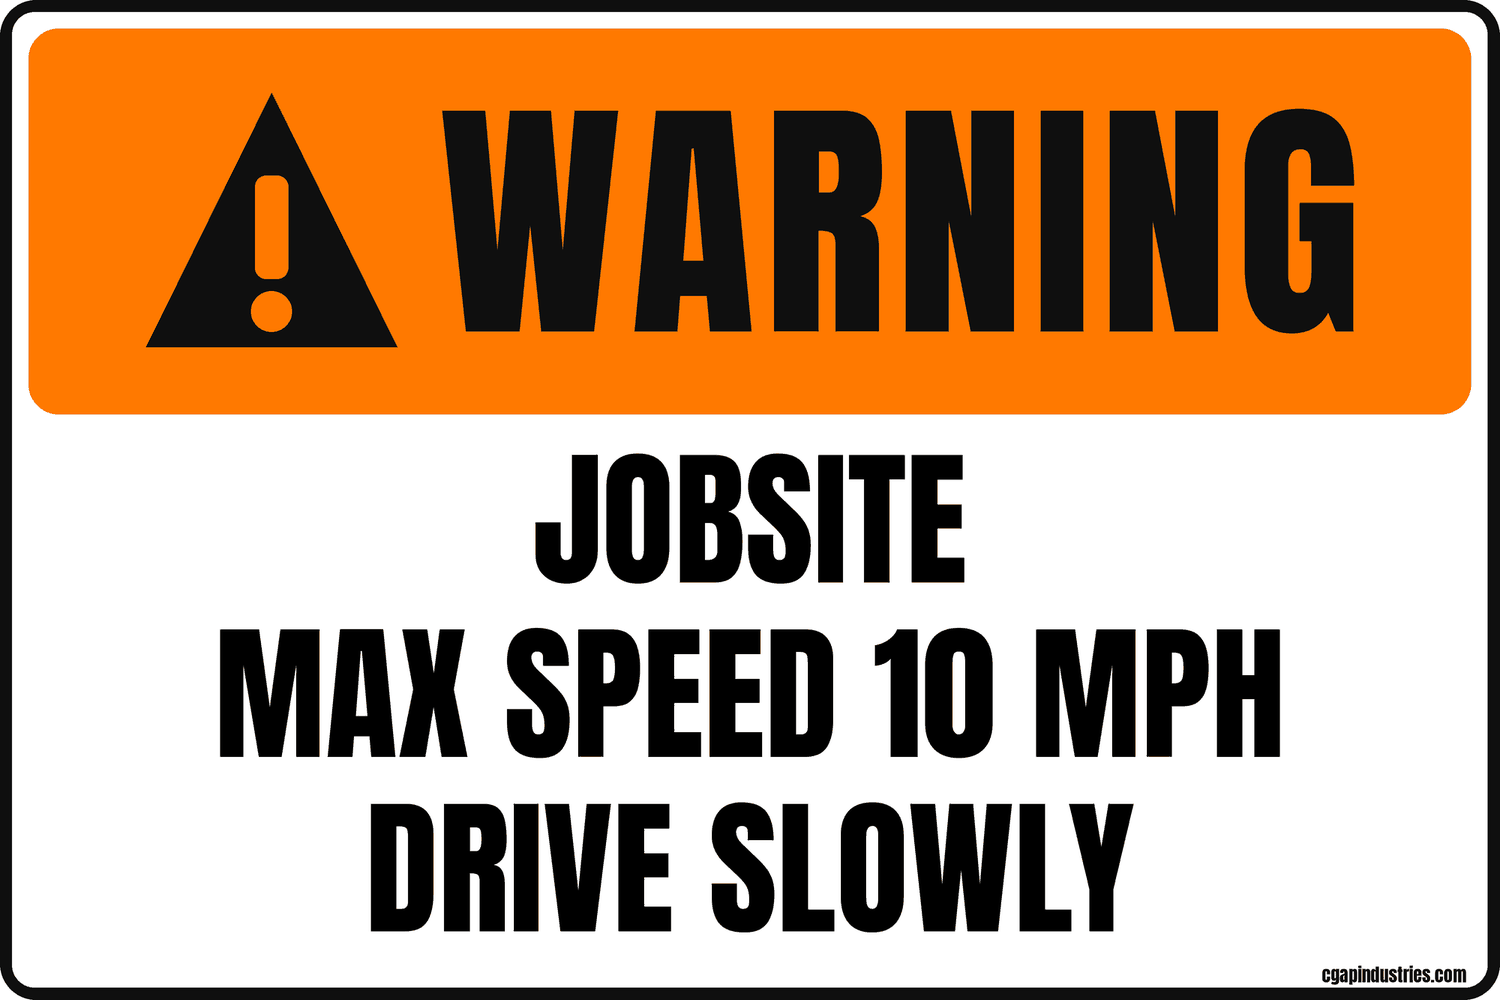 WARNING
JOBSITE
MAX SPEED 10 MPH
DRIVE SLOWLY
cgapindustries.com